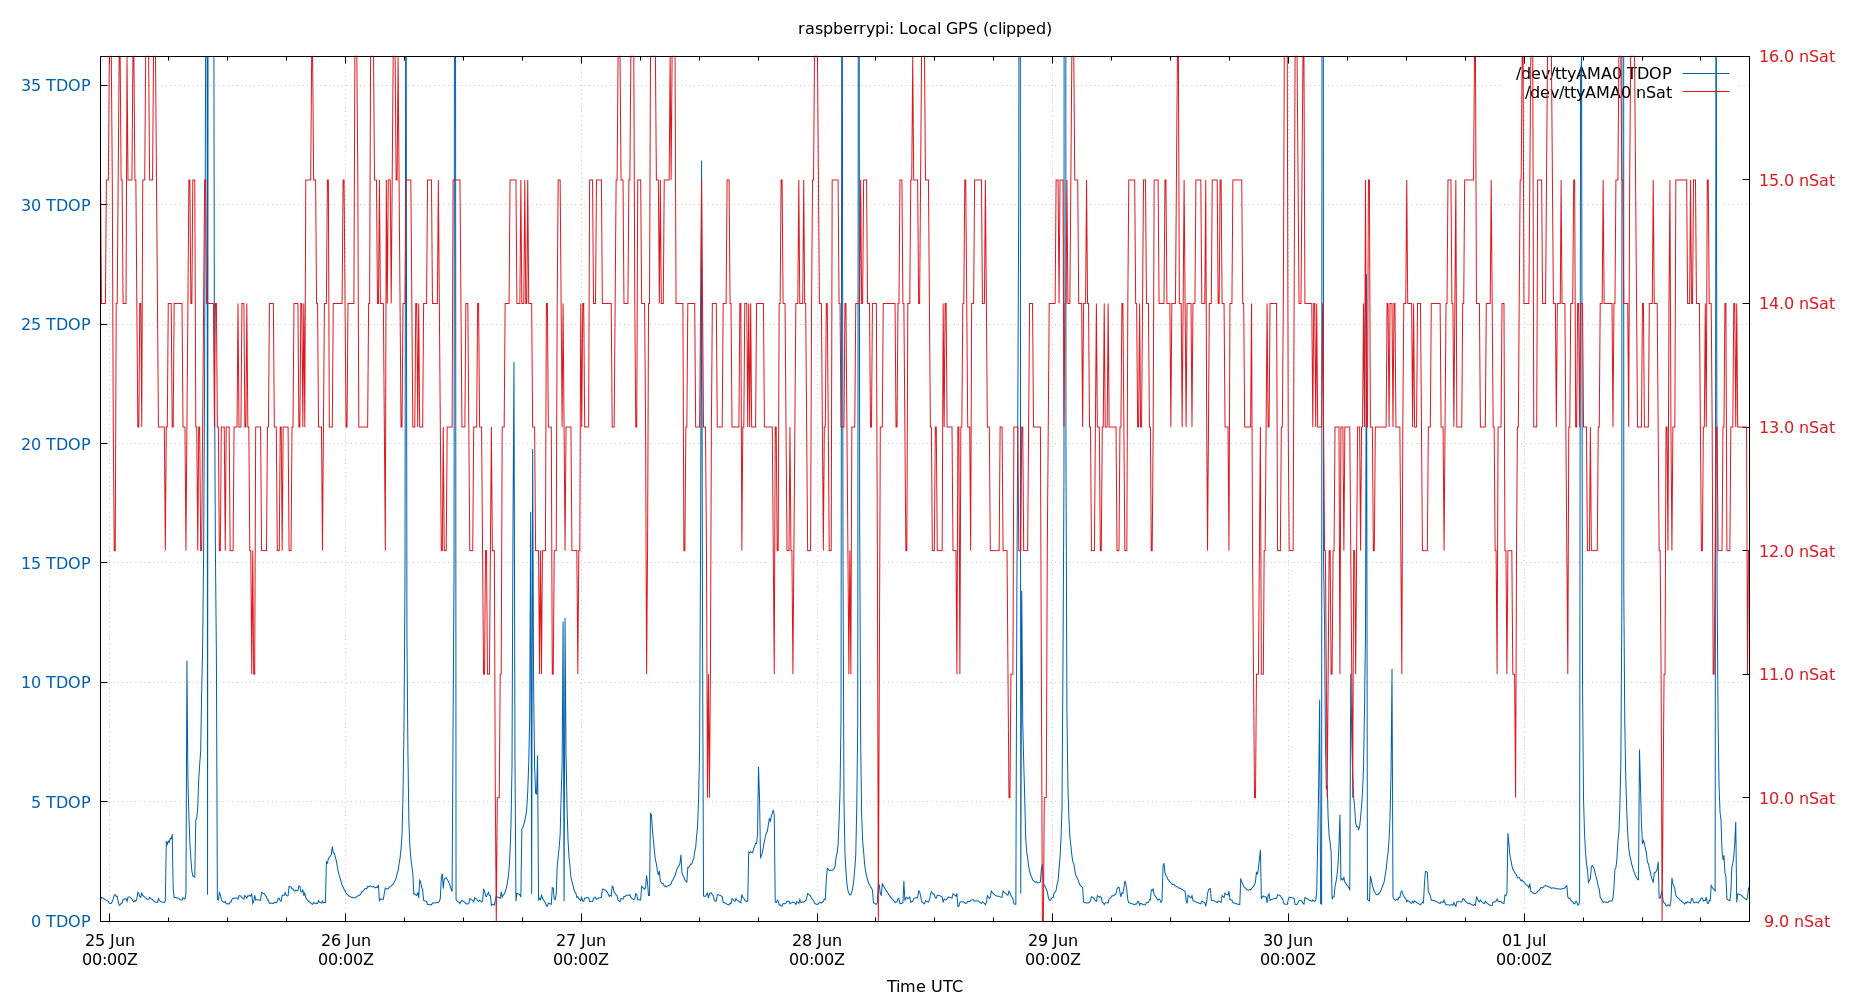 raspberrypi: Local GPS (clipped)
/dev/ttyAMA0 TDOP
/dev/ttyAMA0 nSat
35 TDOP
30 TDOP
25 TDOP
20 TDOP
15 TDOP
10 TDOP
5 TDOP
0 TDOP
16.0 nSat
15.0 nSat
14.0 nSat
13.0 nSat
12.0 nSat
11.0 nSat
10.0 nSat
9.0 nSat
25 Jun
00:00Z
26 Jun
00:00Z
27 Jun
00:00Z
28 Jun
00:00Z
29 Jun
00:00Z
30 Jun
00:00Z
01 Jul
00:00Z
Time UTC